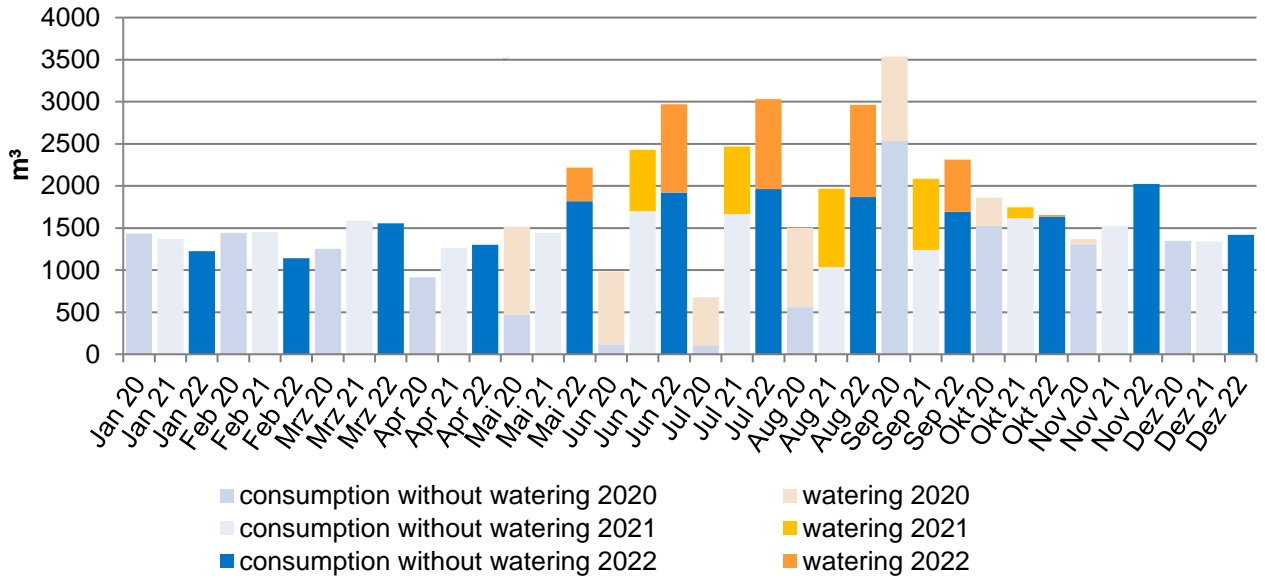 4000
3500
3000
2500
2000
1500
1000
500
0
m³
Jan 20
Jan 21
Jan 22
Feb 20
Feb 21
Feb 22
Mrz 20
Mrz 21
Mrz 22
Apr 20
Apr 21
Apr 22
Mai 20
Mai 21
Mai 22
Jun 20
Jun 21
Jun 22
Jul 20
Jul 21
Jul 22
Aug 20
Aug 21
Aug 22
Sep 20
Sep 21
Sep 22
Okt 20
Okt 21
Okt 22
Nov 20
Nov 21
Nov 22
Dez 20
Dez 21
Dez 22
consumption without watering 2020
watering 2020
consumption without watering 2021
watering 2021
consumption without watering 2022
watering 2022